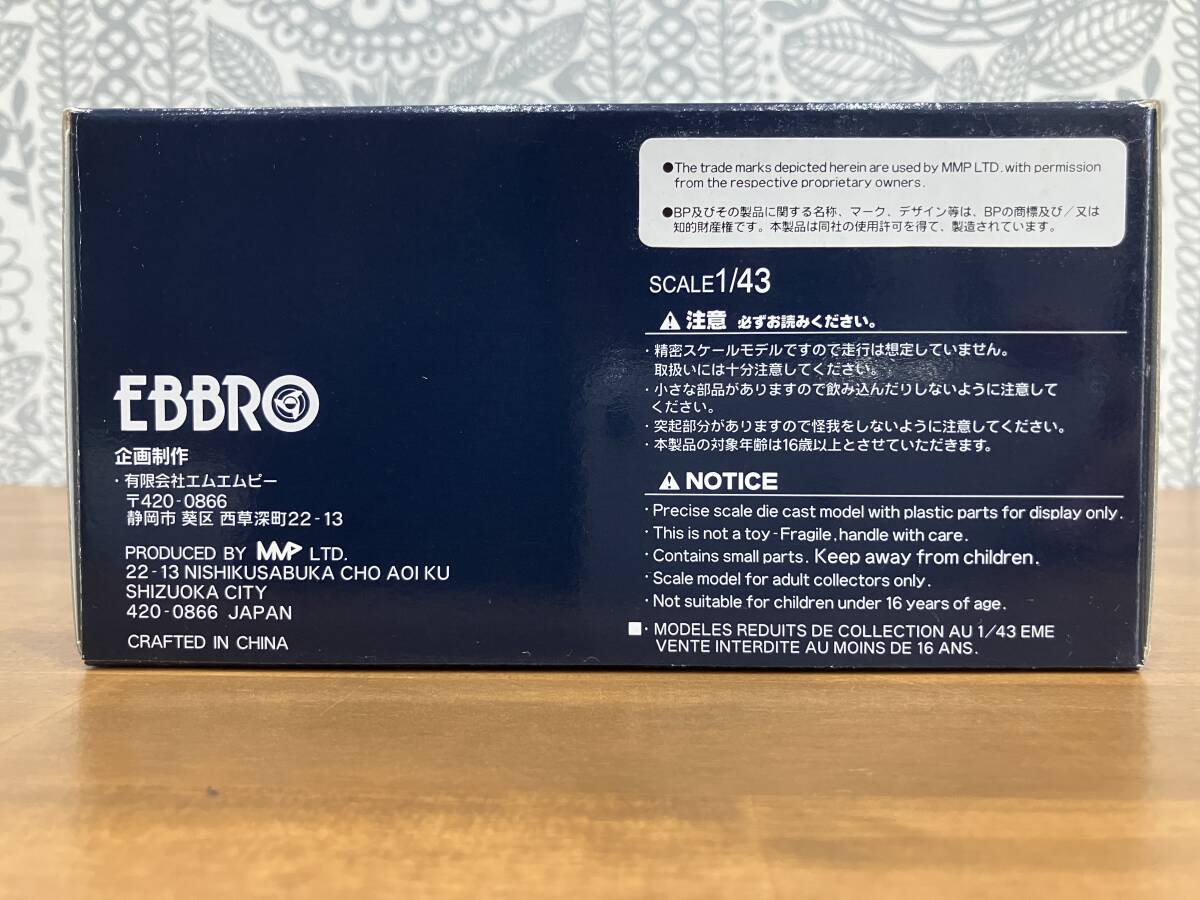 EBBRO
企画制作
・有限会社エムエムピー
〒420-0866
静岡市 葵区 西草深町22-13
PRODUCED BY MMP LTD.
22-13 NISHIKUSABUKA CHO AOI KU
SHIZUOKA CITY
420-0866 JAPAN
CRAFTED IN CHINA
●The trade marks depicted herein are used by MMP LTD. with permission
from the respective proprietary owners.
●BP及びその製品に関する名称、マーク、デザイン等は、BPの商標及び/又は
知的財産権です。本製品は同社の使用許可を得て、製造されています。
SCALE1/43
⚠注意 必ずお読みください。
・精密スケールモデルですので走行は想定していません。
取扱いには十分注意してください。
・小さな部品がありますので飲み込んだりしないように注意して
ください。
・突起部分がありますので怪我をしないように注意してください。
・本製品の対象年齢は16歳以上とさせていただきます。
⚠NOTICE
・Precise scale die cast model with plastic parts for display only.
・This is not a toy-Fragile,handle with care.
・Contains small parts. Keep away from children.
・Scale model for adult collectors only.
・Not suitable for children under 16 years of age.
■・MODELES REDUITS DE COLLECTION AU 1/43 EME
VENTE INTERDITE AU MOINS DE 16 ANS.